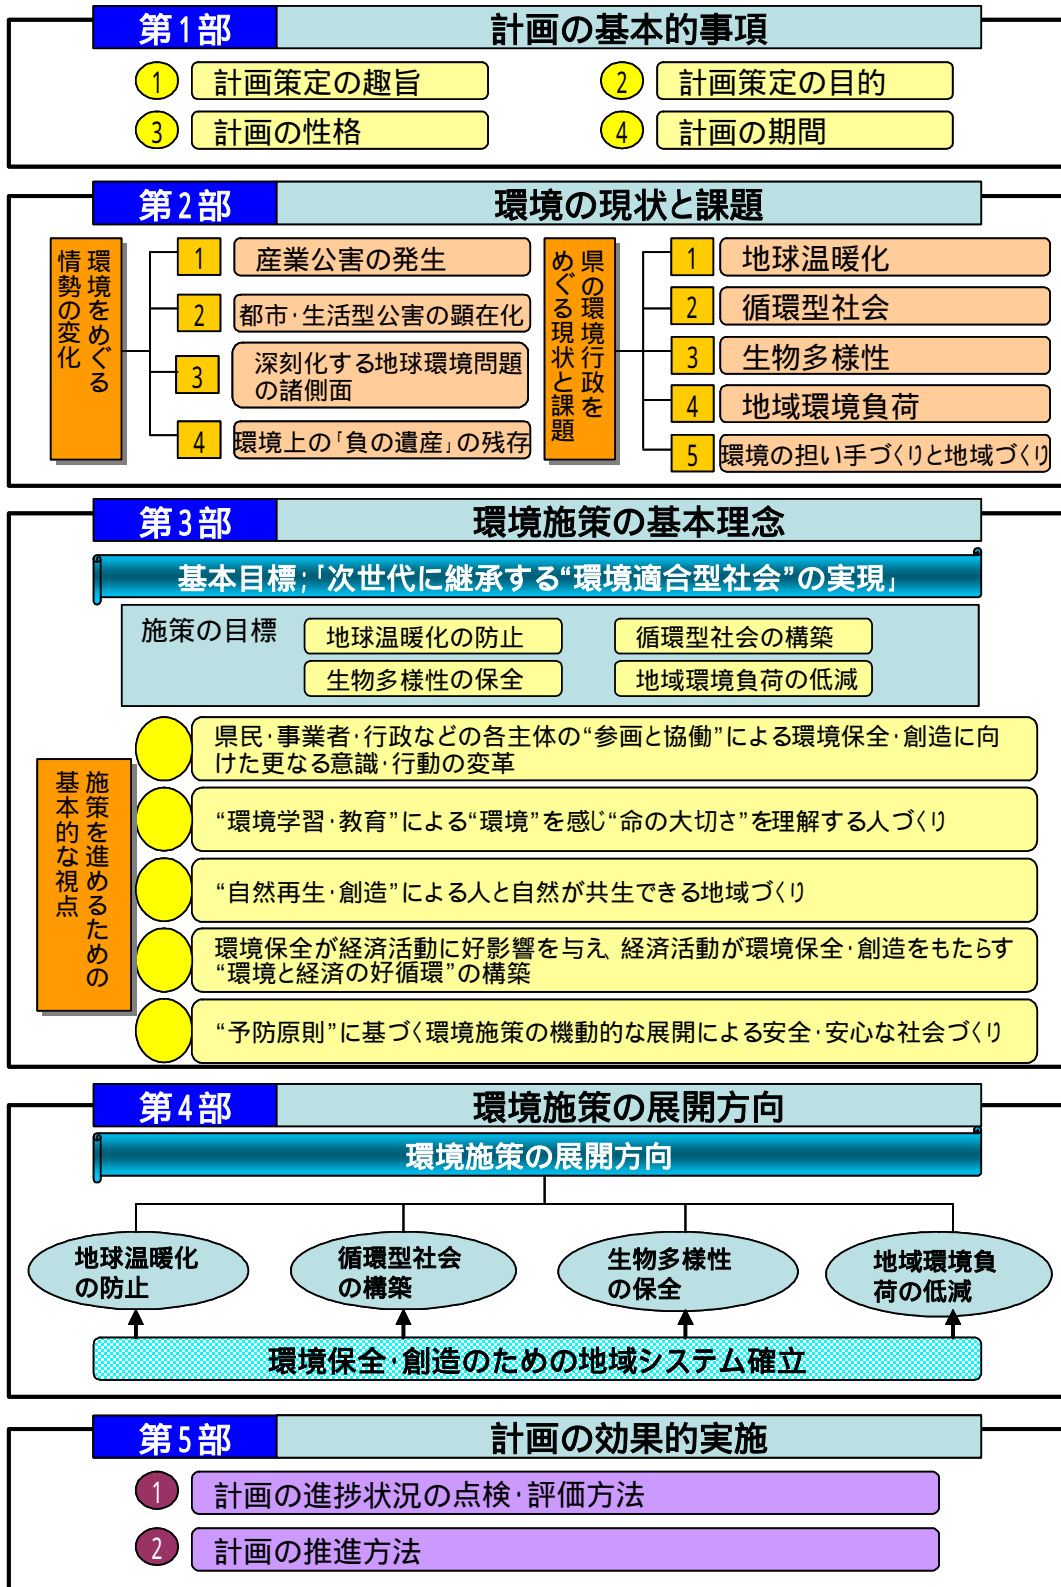 第1部 計画の基本的事項
1 計画策定の趣旨
2 計画策定の目的
3 計画の性格
4 計画の期間
第2部 環境の現状と課題
環境をめぐる
情勢の変化
1 産業公害の発生
2 都市・生活型公害の顕在化
3 深刻化する地球環境問題
の諸側面
4 環境上の「負の遺産」の残存
県の環境行政を
めぐる現状と課題
1 地球温暖化
2 循環型社会
3 生物多様性
4 地域環境負荷
5 環境の担い手づくりと地域づくり
第3部 環境施策の基本理念
基本目標;「次世代に継承する“環境適合型社会”の実現」
施策の目標
地球温暖化の防止
循環型社会の構築
生物多様性の保全
地域環境負荷の低減
施策を進めるための
基本的な視点
県民・事業者・行政などの各主体の“参画と協働”による環境保全・創造に向
けた更なる意識・行動の変革
“環境学習・教育”による“環境”を感じ“命の大切さ”を理解する人づくり
“自然再生・創造”による人と自然が共生できる地域づくり
環境保全が経済活動に好影響を与え、経済活動が環境保全・創造をもたらす
“環境と経済の好循環”の構築
“予防原則”に基づく環境施策の機動的な展開による安全・安心な社会づくり
第4部 環境施策の展開方向
環境施策の展開方向
地球温暖化
の防止
循環型社会
の構築
生物多様性
の保全
地域環境負
荷の低減
環境保全・創造のための地域システム確立
第5部 計画の効果的実施
1 計画の進捗状況の点検・評価方法
2 計画の推進方法